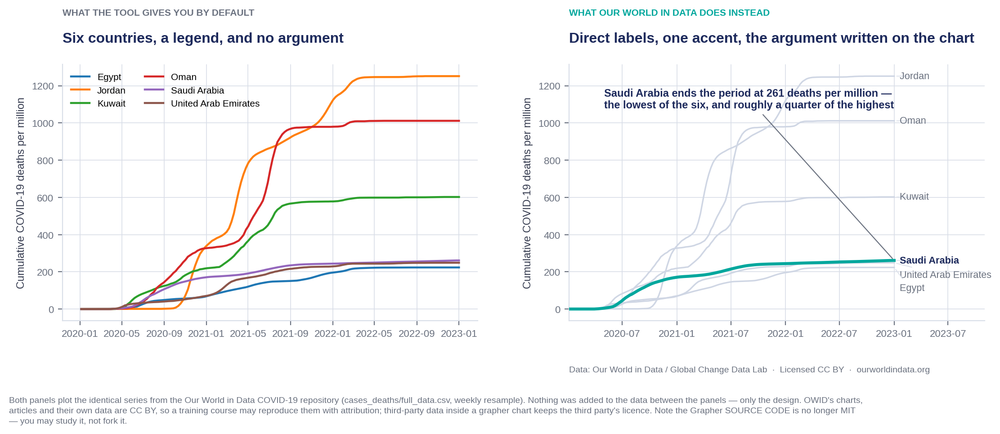 WHAT THE TOOL GIVES YOU BY DEFAULT
Six countries, a legend, and no argument
Egypt
Jordan
Kuwait
Oman
Saudi Arabia
United Arab Emirates
Cumulative COVID-19 deaths per million
1200
1000
800
600
400
200
0
2020-01 2020-05 2020-09 2021-01 2021-05 2021-09 2022-01 2022-05 2022-09 2023-01
WHAT OUR WORLD IN DATA DOES INSTEAD
Direct labels, one accent, the argument written on the chart
Saudi Arabia ends the period at 261 deaths per million —
the lowest of the six, and roughly a quarter of the highest
Cumulative COVID-19 deaths per million
1200
1000
800
600
400
200
0
Jordan
Oman
Kuwait
Saudi Arabia
United Arab Emirates
Egypt
2020-07 2021-01 2021-07 2022-01 2022-07 2023-01 2023-07
Data: Our World in Data / Global Change Data Lab · Licensed CC BY · ourworldindata.org
Both panels plot the identical series from the Our World in Data COVID-19 repository (cases_deaths/full_data.csv, weekly resample). Nothing was added to the data between the panels — only the design. OWID's charts,
articles and their own data are CC BY, so a training course may reproduce them with attribution; third-party data inside a grapher chart keeps the third party's licence. Note the Grapher SOURCE CODE is no longer MIT
— you may study it, not fork it.